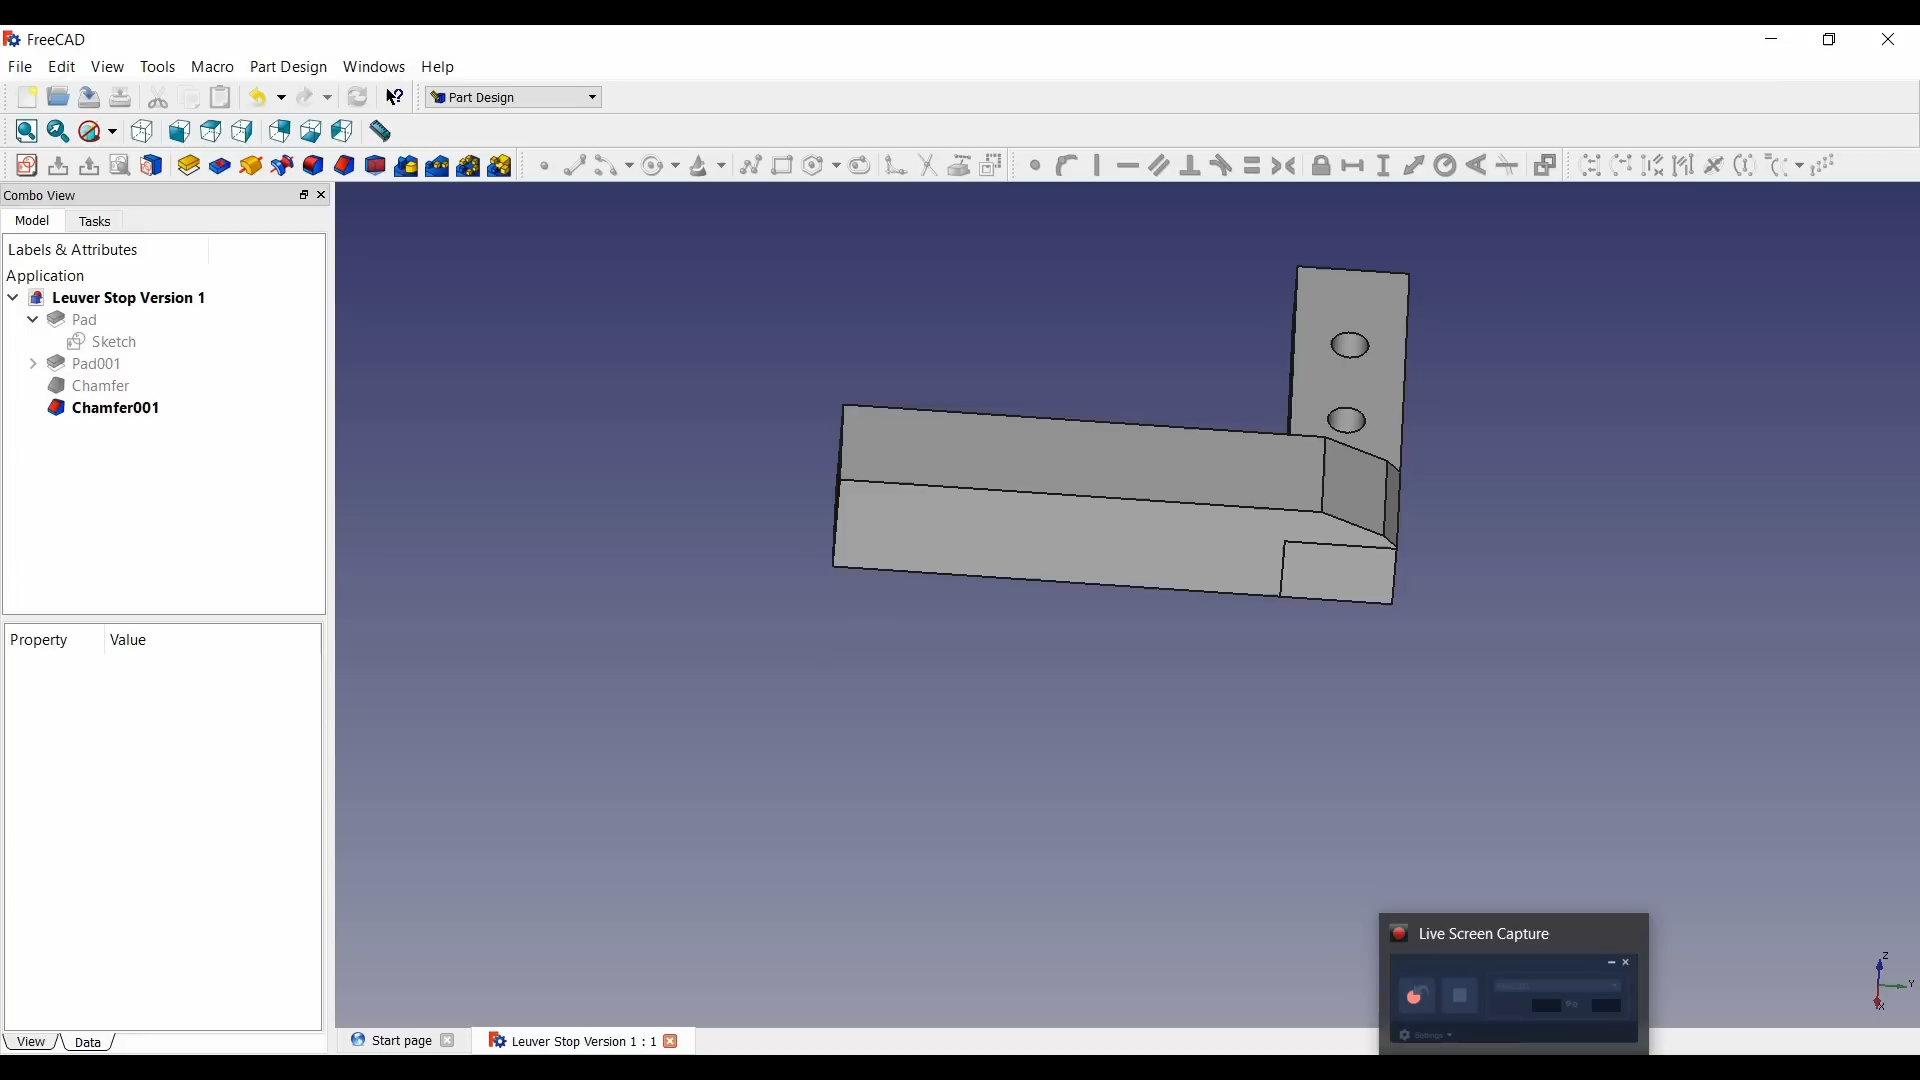 FreeCAD
File Edit View Tools Macro Part Design Windows Help
Part Design
Combo View
Model Tasks
Labels & Attributes
Application
Leuver Stop Version 1
Pad
Sketch
Pad001
Chamfer
Chamfer001
Property Value
View Data
Start page
Leuver Stop Version 1 : 1
Live Screen Capture
Settings
Z
Y
X